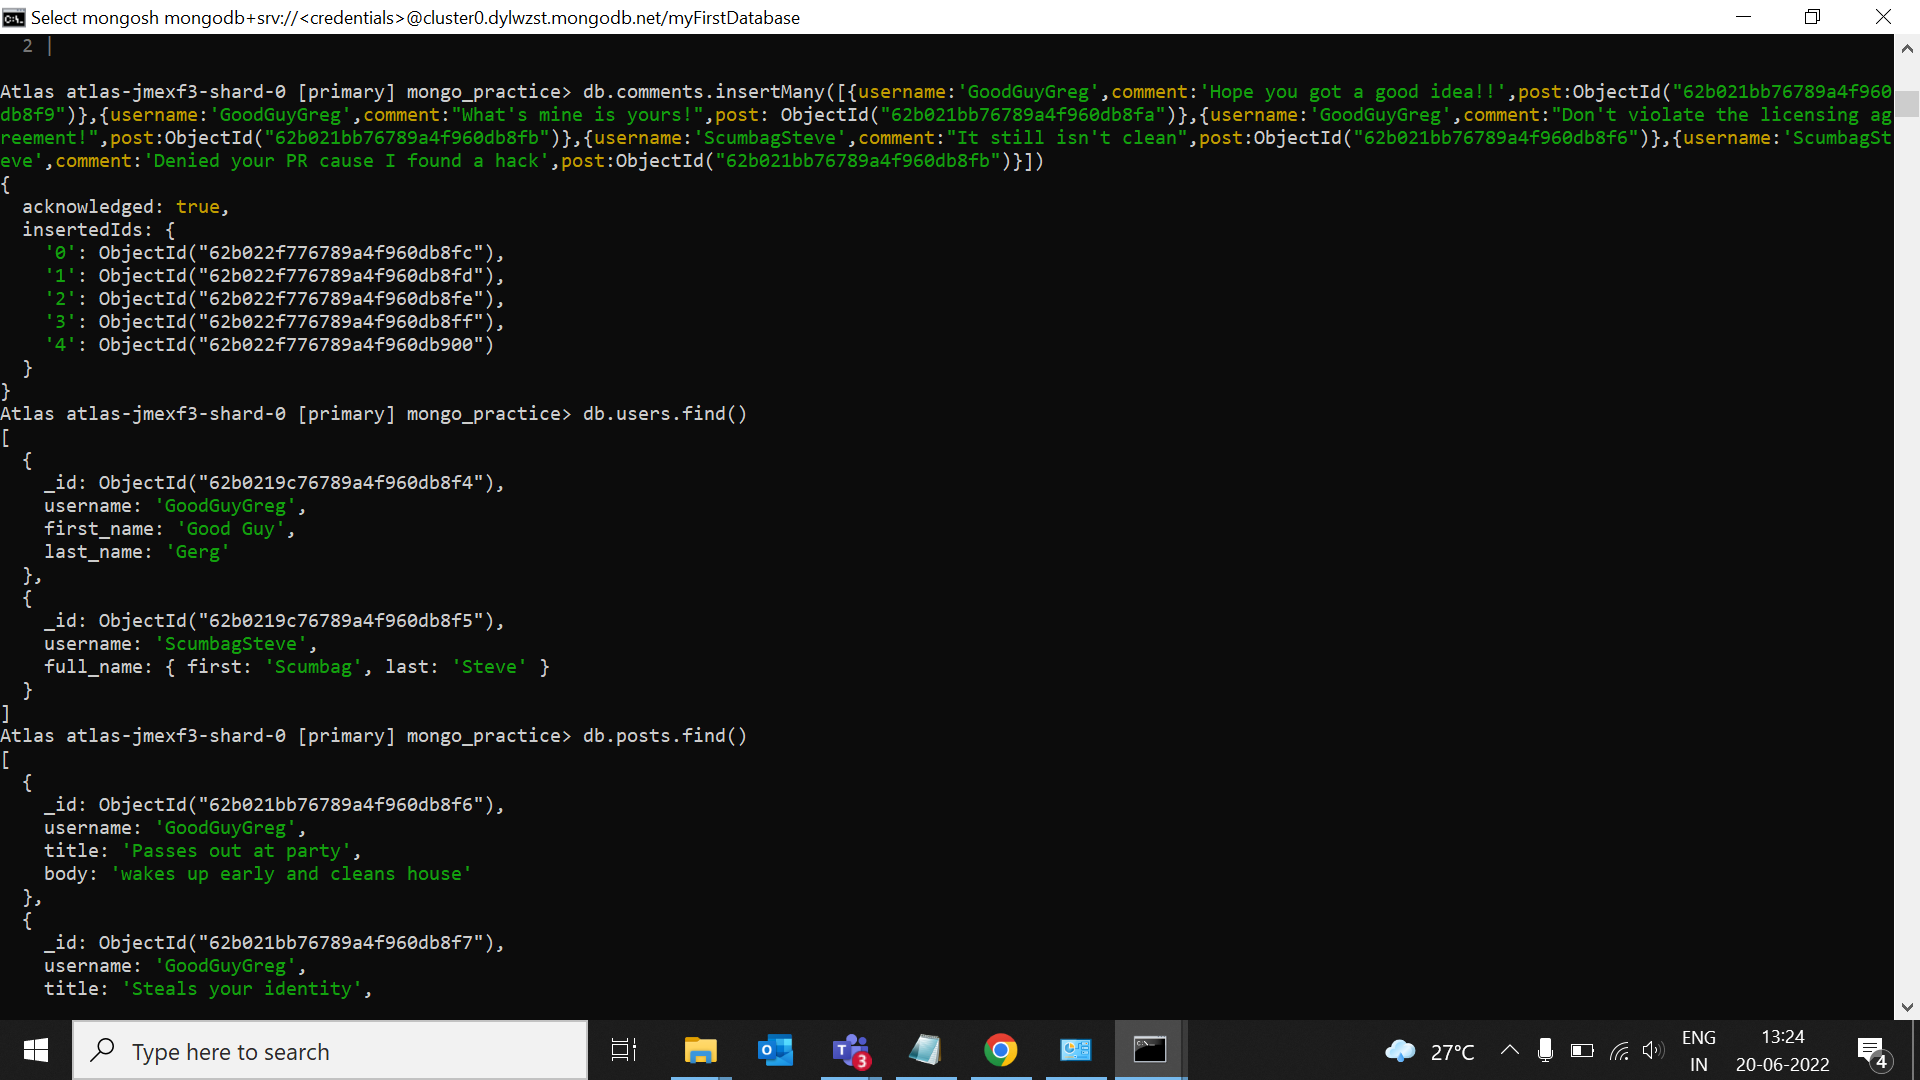 Select mongosh mongodb+srv://<credentials>@cluster0.dylwzst.mongodb.net/myFirstDatabase
2
Atlas atlas-jmexf3-shard-0 [primary] mongo_practice> db.comments.insertMany([{username:'GoodGuyGreg',comment:'Hope you got a good idea!!',post:ObjectId("62b021bb76789a4f960
db8f9")},{username:'GoodGuyGreg',comment:"What's mine is yours!",post: ObjectId("62b021bb76789a4f960db8fa")},{username:'GoodGuyGreg',comment:"Don't violate the licensing ag
reement!",post:ObjectId("62b021bb76789a4f960db8fb")},{username:'ScumbagSteve',comment:"It still isn't clean",post:ObjectId("62b021bb76789a4f960db8f6")},{username:'ScumbagSt
eve',comment:'Denied your PR cause I found a hack',post:ObjectId("62b021bb76789a4f960db8fb")}])
{
  acknowledged: true,
  insertedIds: {
    '0': ObjectId("62b022f776789a4f960db8fc"),
    '1': ObjectId("62b022f776789a4f960db8fd"),
    '2': ObjectId("62b022f776789a4f960db8fe"),
    '3': ObjectId("62b022f776789a4f960db8ff"),
    '4': ObjectId("62b022f776789a4f960db900")
  }
}
Atlas atlas-jmexf3-shard-0 [primary] mongo_practice> db.users.find()
[
  {
    _id: ObjectId("62b0219c76789a4f960db8f4"),
    username: 'GoodGuyGreg',
    first_name: 'Good Guy',
    last_name: 'Gerg'
  },
  {
    _id: ObjectId("62b0219c76789a4f960db8f5"),
    username: 'ScumbagSteve',
    full_name: { first: 'Scumbag', last: 'Steve' }
  }
]
Atlas atlas-jmexf3-shard-0 [primary] mongo_practice> db.posts.find()
[
  {
    _id: ObjectId("62b021bb76789a4f960db8f6"),
    username: 'GoodGuyGreg',
    title: 'Passes out at party',
    body: 'wakes up early and cleans house'
  },
  {
    _id: ObjectId("62b021bb76789a4f960db8f7"),
    username: 'GoodGuyGreg',
    title: 'Steals your identity',
Type here to search
3
27°C
ENG
IN
13:24
20-06-2022
4